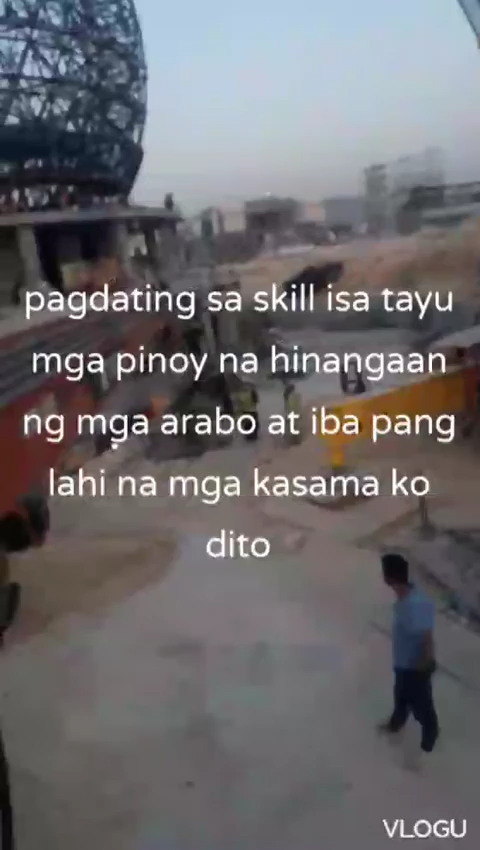 pagdating sa skill isa tayu
mga pinoy na hinangaan
ng mga arabo at iba pang
lahi na mga kasama ko
dito
VLOGU